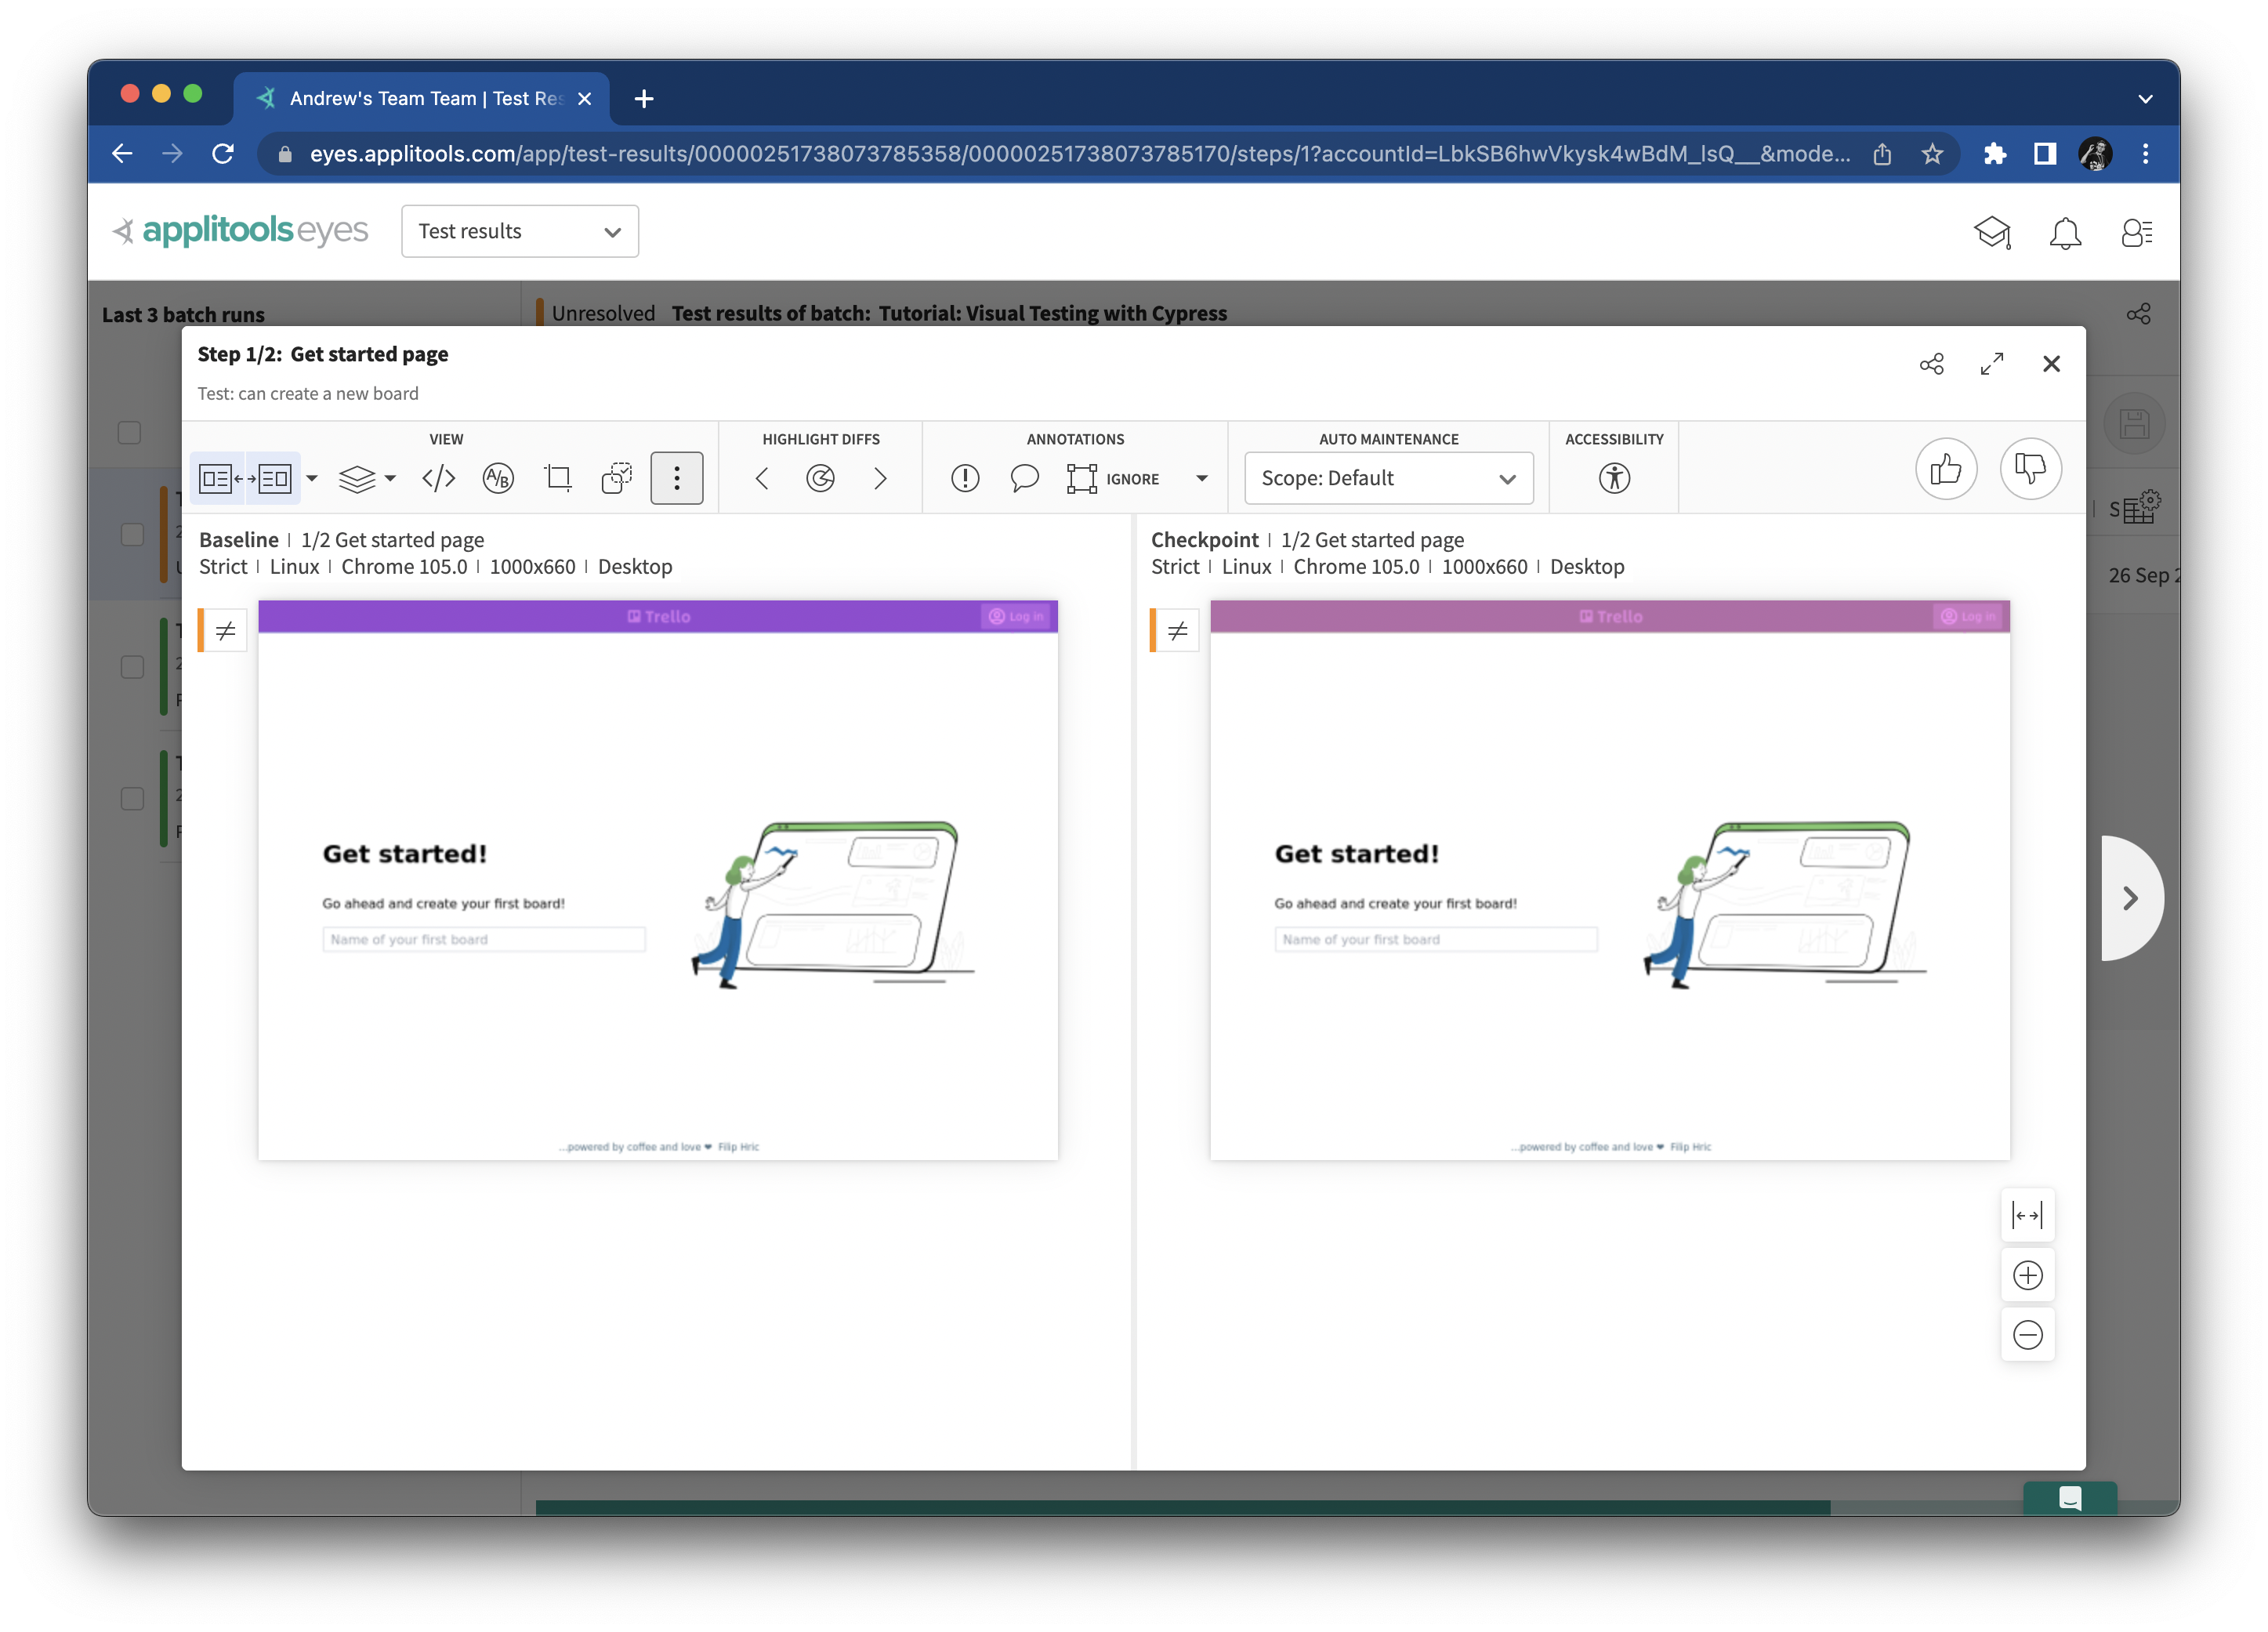 Andrew's Team Team | Test Res
eyes.applitools.com/app/test-results/00000251738073785358/00000251738073785170/steps/1?accountId=LbkSB6hwVkysk4wBdM_lsQ__&mode...
applitools eyes
Test results
Last 3 batch runs
Unresolved Test results of batch: Tutorial: Visual Testing with Cypress
Step 1/2: Get started page
Test: can create a new board
VIEW
HIGHLIGHT DIFFS
ANNOTATIONS
AUTO MAINTENANCE
ACCESSIBILITY
A/B
IGNORE
Scope: Default
26 Sep 2
Baseline | 1/2 Get started page
Strict | Linux | Chrome 105.0 | 1000x660 | Desktop
Trello
Log in
Get started!
Go ahead and create your first board!
Name of your first board
...powered by coffee and love ❤ Filip Hric
Checkpoint | 1/2 Get started page
Strict | Linux | Chrome 105.0 | 1000x660 | Desktop
Trello
Log in
Get started!
Go ahead and create your first board!
Name of your first board
...powered by coffee and love ❤ Filip Hric